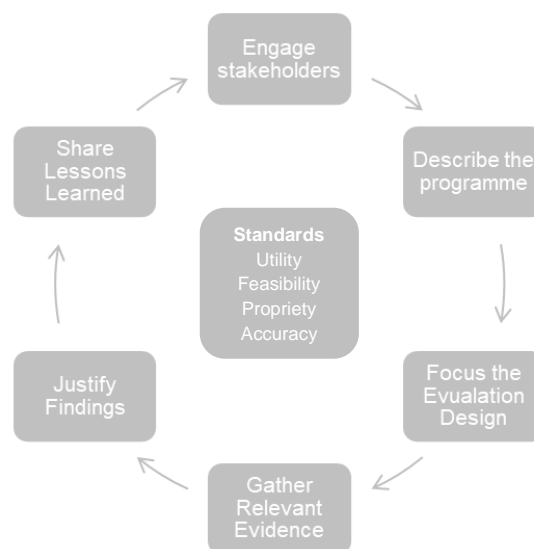 Engage
stakeholders
Describe the
programme
Focus the
Evualation
Design
Gather
Relevant
Evidence
Justify
Findings
Share
Lessons
Learned
Standards
Utility
Feasibility
Propriety
Accuracy